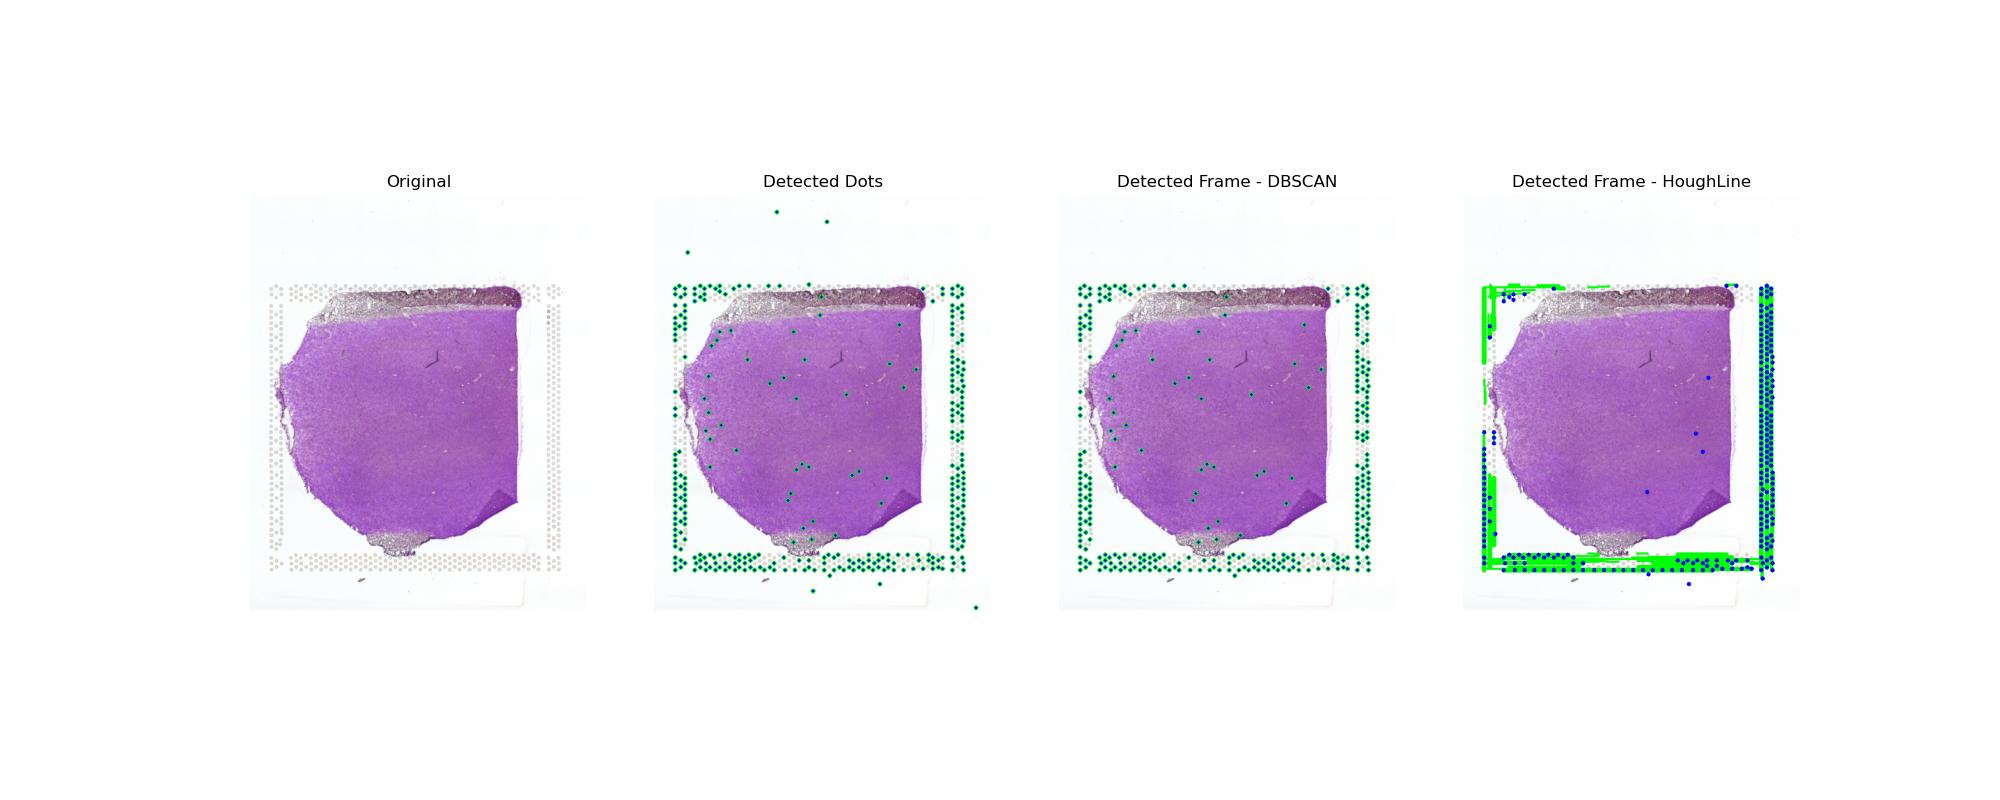 Original
Detected Dots
Detected Frame - DBSCAN
Detected Frame - HoughLine